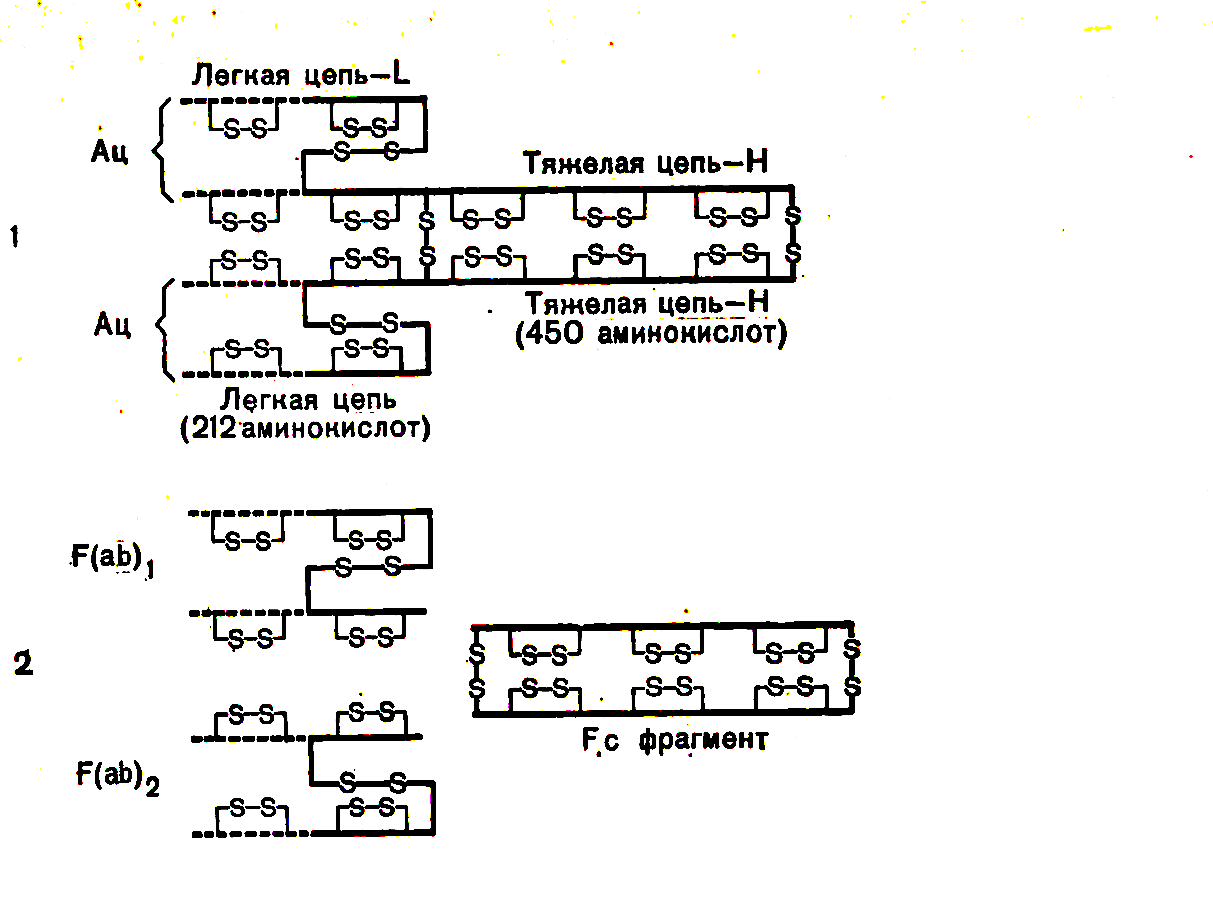 Легкая цепь—L
S—S S—S
Ац
S—S
Тяжелая цепь—Н
S—S S—S S S—S S—S S—S S
1
S—S S—S S S—S S—S S—S S
Тяжелая цепь—Н
Ац
S—S
(450 аминокислот)
S—S S—S
Легкая цепь
(212 аминокислот)
S—S S—S
F(ab)₁
S—S
S—S S—S
S S—S S—S S—S S
2
S S—S S—S S—S S
S—S S—S
Fc фрагмент
F(ab)₂
S—S
S—S S—S